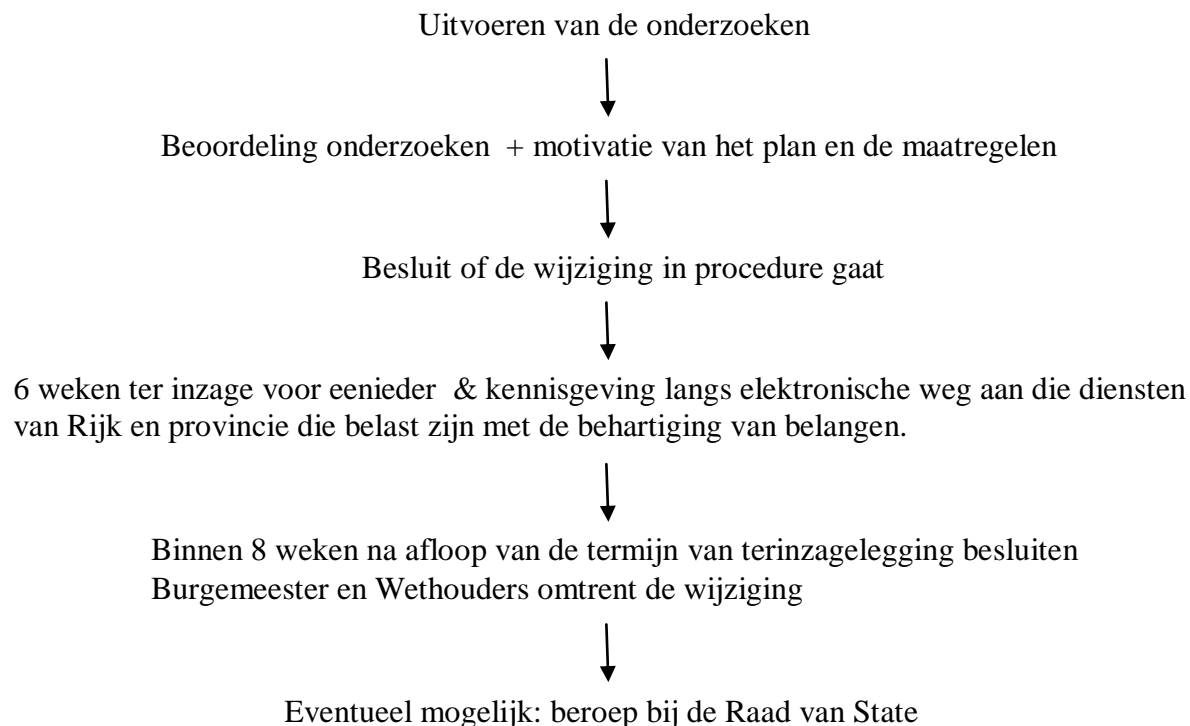 Uitvoeren van de onderzoeken
Beoordeling onderzoeken + motivatie van het plan en de maatregelen
Besluit of de wijziging in procedure gaat
6 weken ter inzage voor eenieder & kennisgeving langs elektronische weg aan die diensten
van Rijk en provincie die belast zijn met de behartiging van belangen.
Binnen 8 weken na afloop van de termijn van terinzagelegging besluiten
Burgemeester en Wethouders omtrent de wijziging
Eventueel mogelijk: beroep bij de Raad van State